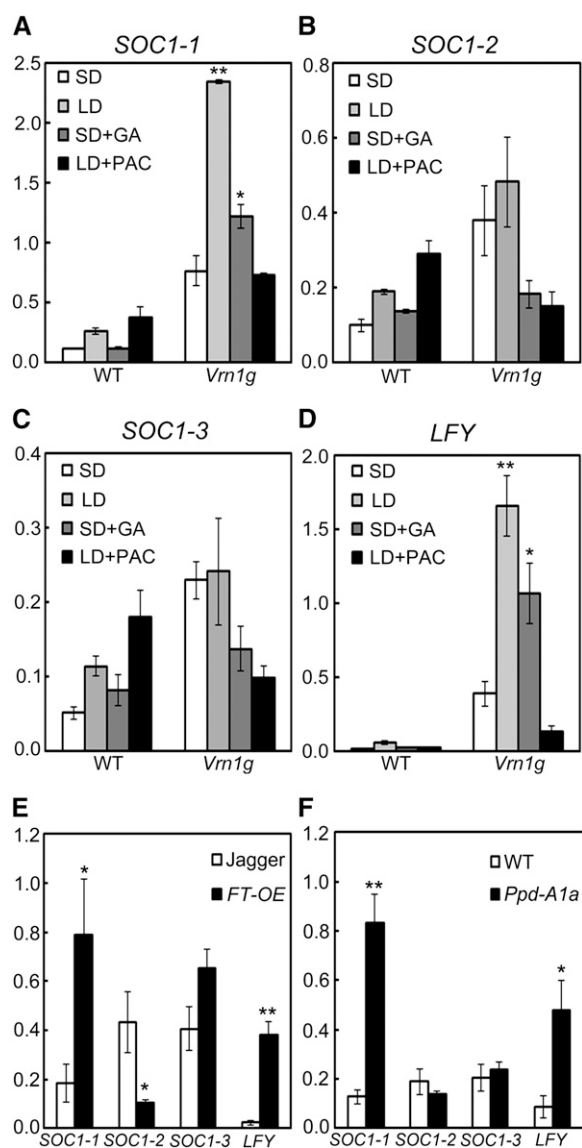 A
SOC1-1
SD
LD
SD+GA
LD+PAC
2.5
2.0
1.5
1.0
0.5
0.0
WT
Vrn1g
**
*
B
SOC1-2
SD
LD
SD+GA
LD+PAC
0.8
0.6
0.4
0.2
0.0
WT
Vrn1g
C
SOC1-3
SD
LD
SD+GA
LD+PAC
0.4
0.3
0.2
0.1
0.0
WT
Vrn1g
D
LFY
SD
LD
SD+GA
LD+PAC
2.0
1.5
1.0
0.5
0.0
WT
Vrn1g
**
*
E
Jagger
FT-OE
1.2
1.0
0.8
0.6
0.4
0.2
0.0
*
*
**
SOC1-1 SOC1-2 SOC1-3 LFY
F
WT
Ppd-A1a
1.2
1.0
0.8
0.6
0.4
0.2
0.0
**
*
SOC1-1 SOC1-2 SOC1-3 LFY